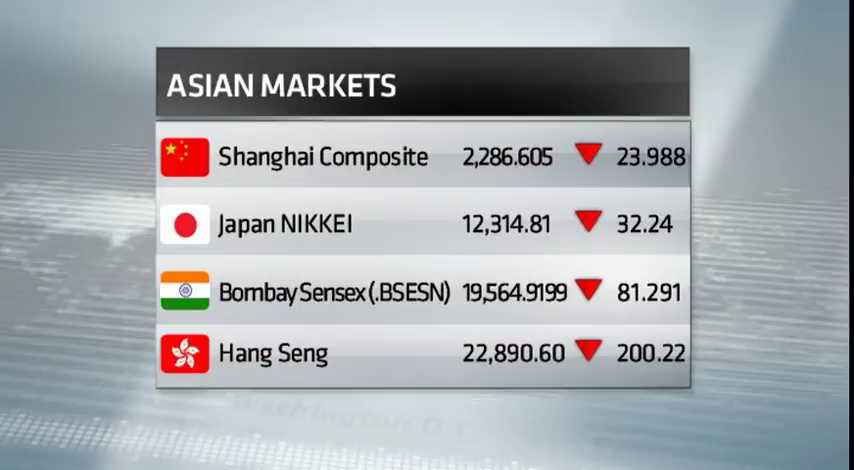 ASIAN MARKETS
Shanghai Composite 2,286.605 ▼ 23.988
Japan NIKKEI 12,314.81 ▼ 32.24
Bombay Sensex (.BSESN) 19,564.9199 ▼ 81.291
Hang Seng 22,890.60 ▼ 200.22
Washington D.C.